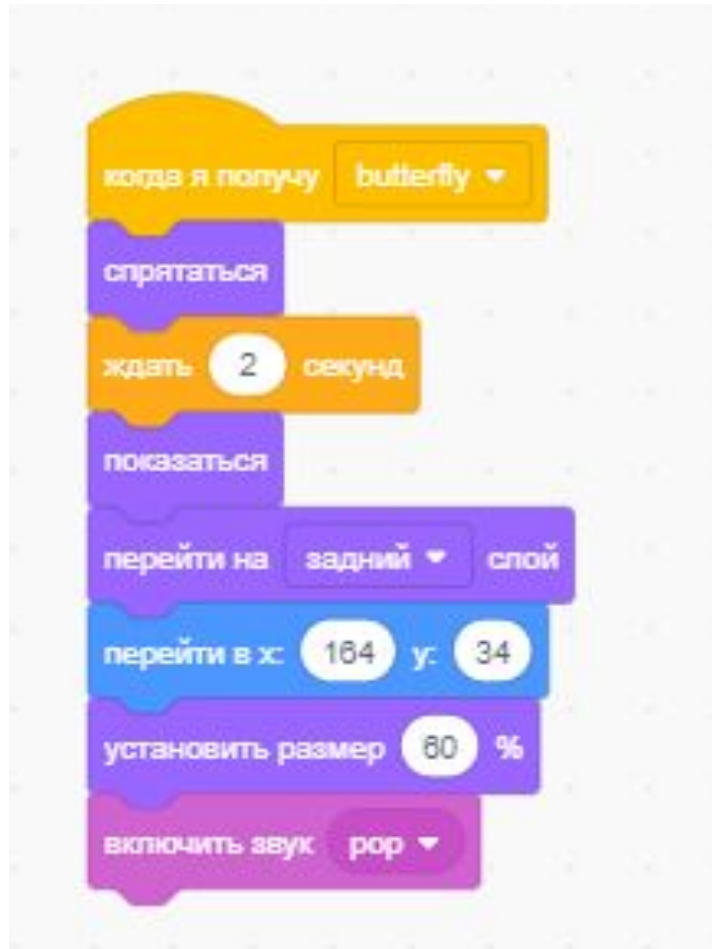 когда я получу butterfly
спрятаться
ждать 2 секунд
показаться
перейти на задний слой
перейти в x: 164 y: 34
установить размер 60 %
включить звук pop